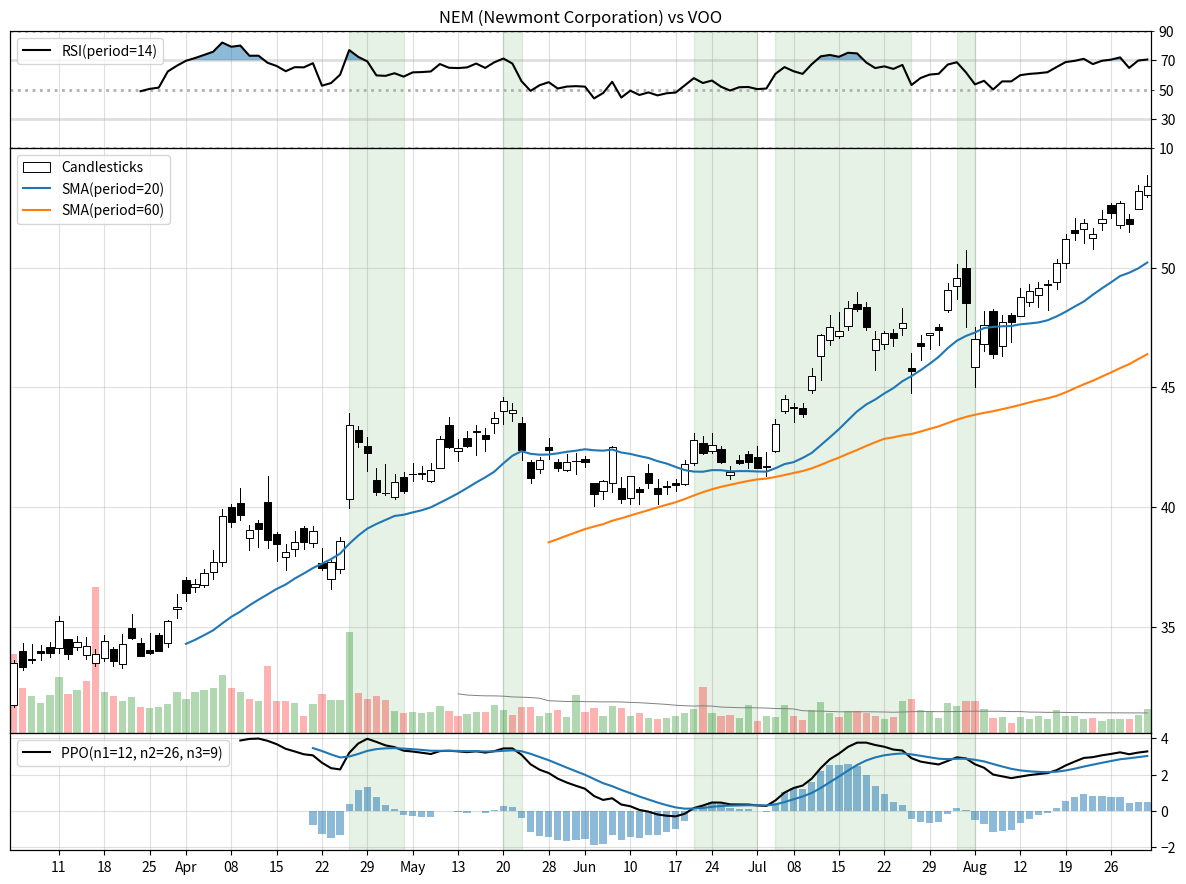 NEM (Newmont Corporation) vs VOO
RSI(period=14)
90
70
50
30
10
Candlesticks
SMA(period=20)
SMA(period=60)
50
45
40
35
PPO(n1=12, n2=26, n3=9)
4
2
0
−2
11 18 25 Apr 08 15 22 29 May 13 20 28 Jun 10 17 24 Jul 08 15 22 29 Aug 12 19 26